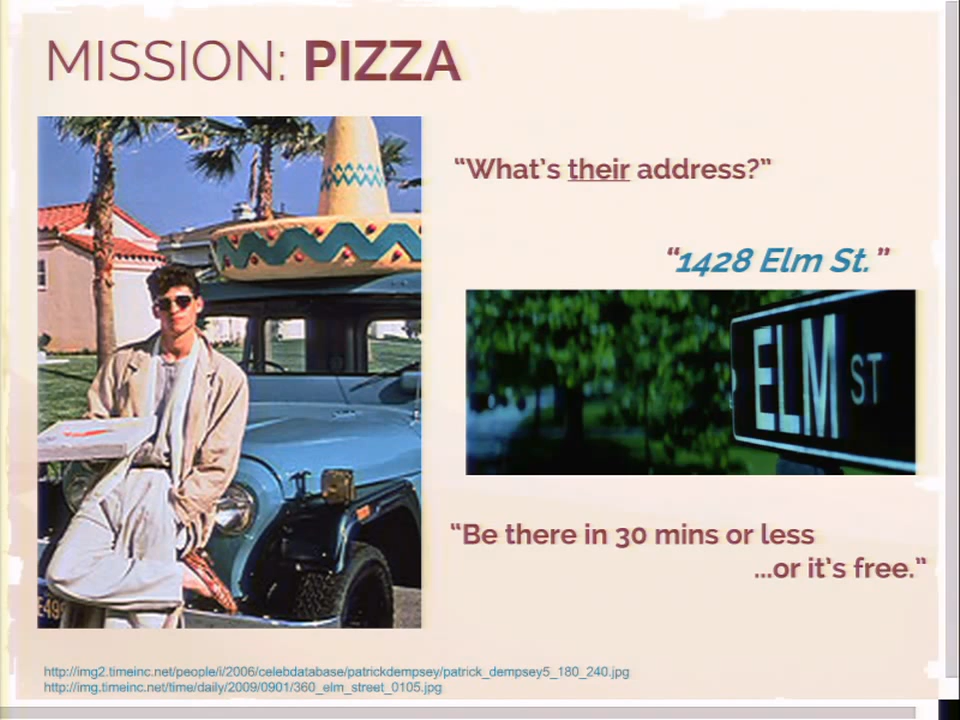 MISSION: PIZZA
“What’s their address?”
“1428 Elm St. ”
ELM ST
“Be there in 30 mins or less
...or it’s free.”
http://img2.timeinc.net/people/i/2006/celebdatabase/patrickdempsey/patrick_dempsey5_180_240.jpg
http://img.timeinc.net/time/daily/2009/0901/360_elm_street_0105.jpg